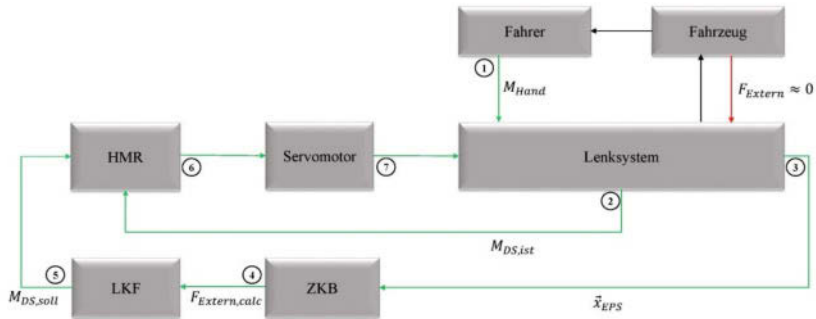 Fahrer
Fahrzeug
1
M_Hand
F_Extern ≈ 0
HMR
6
Servomotor
7
Lenksystem
3
2
M_DS,ist
5
LKF
4
ZKB
M_DS,soll
F_Extern,calc
x⃗_EPS